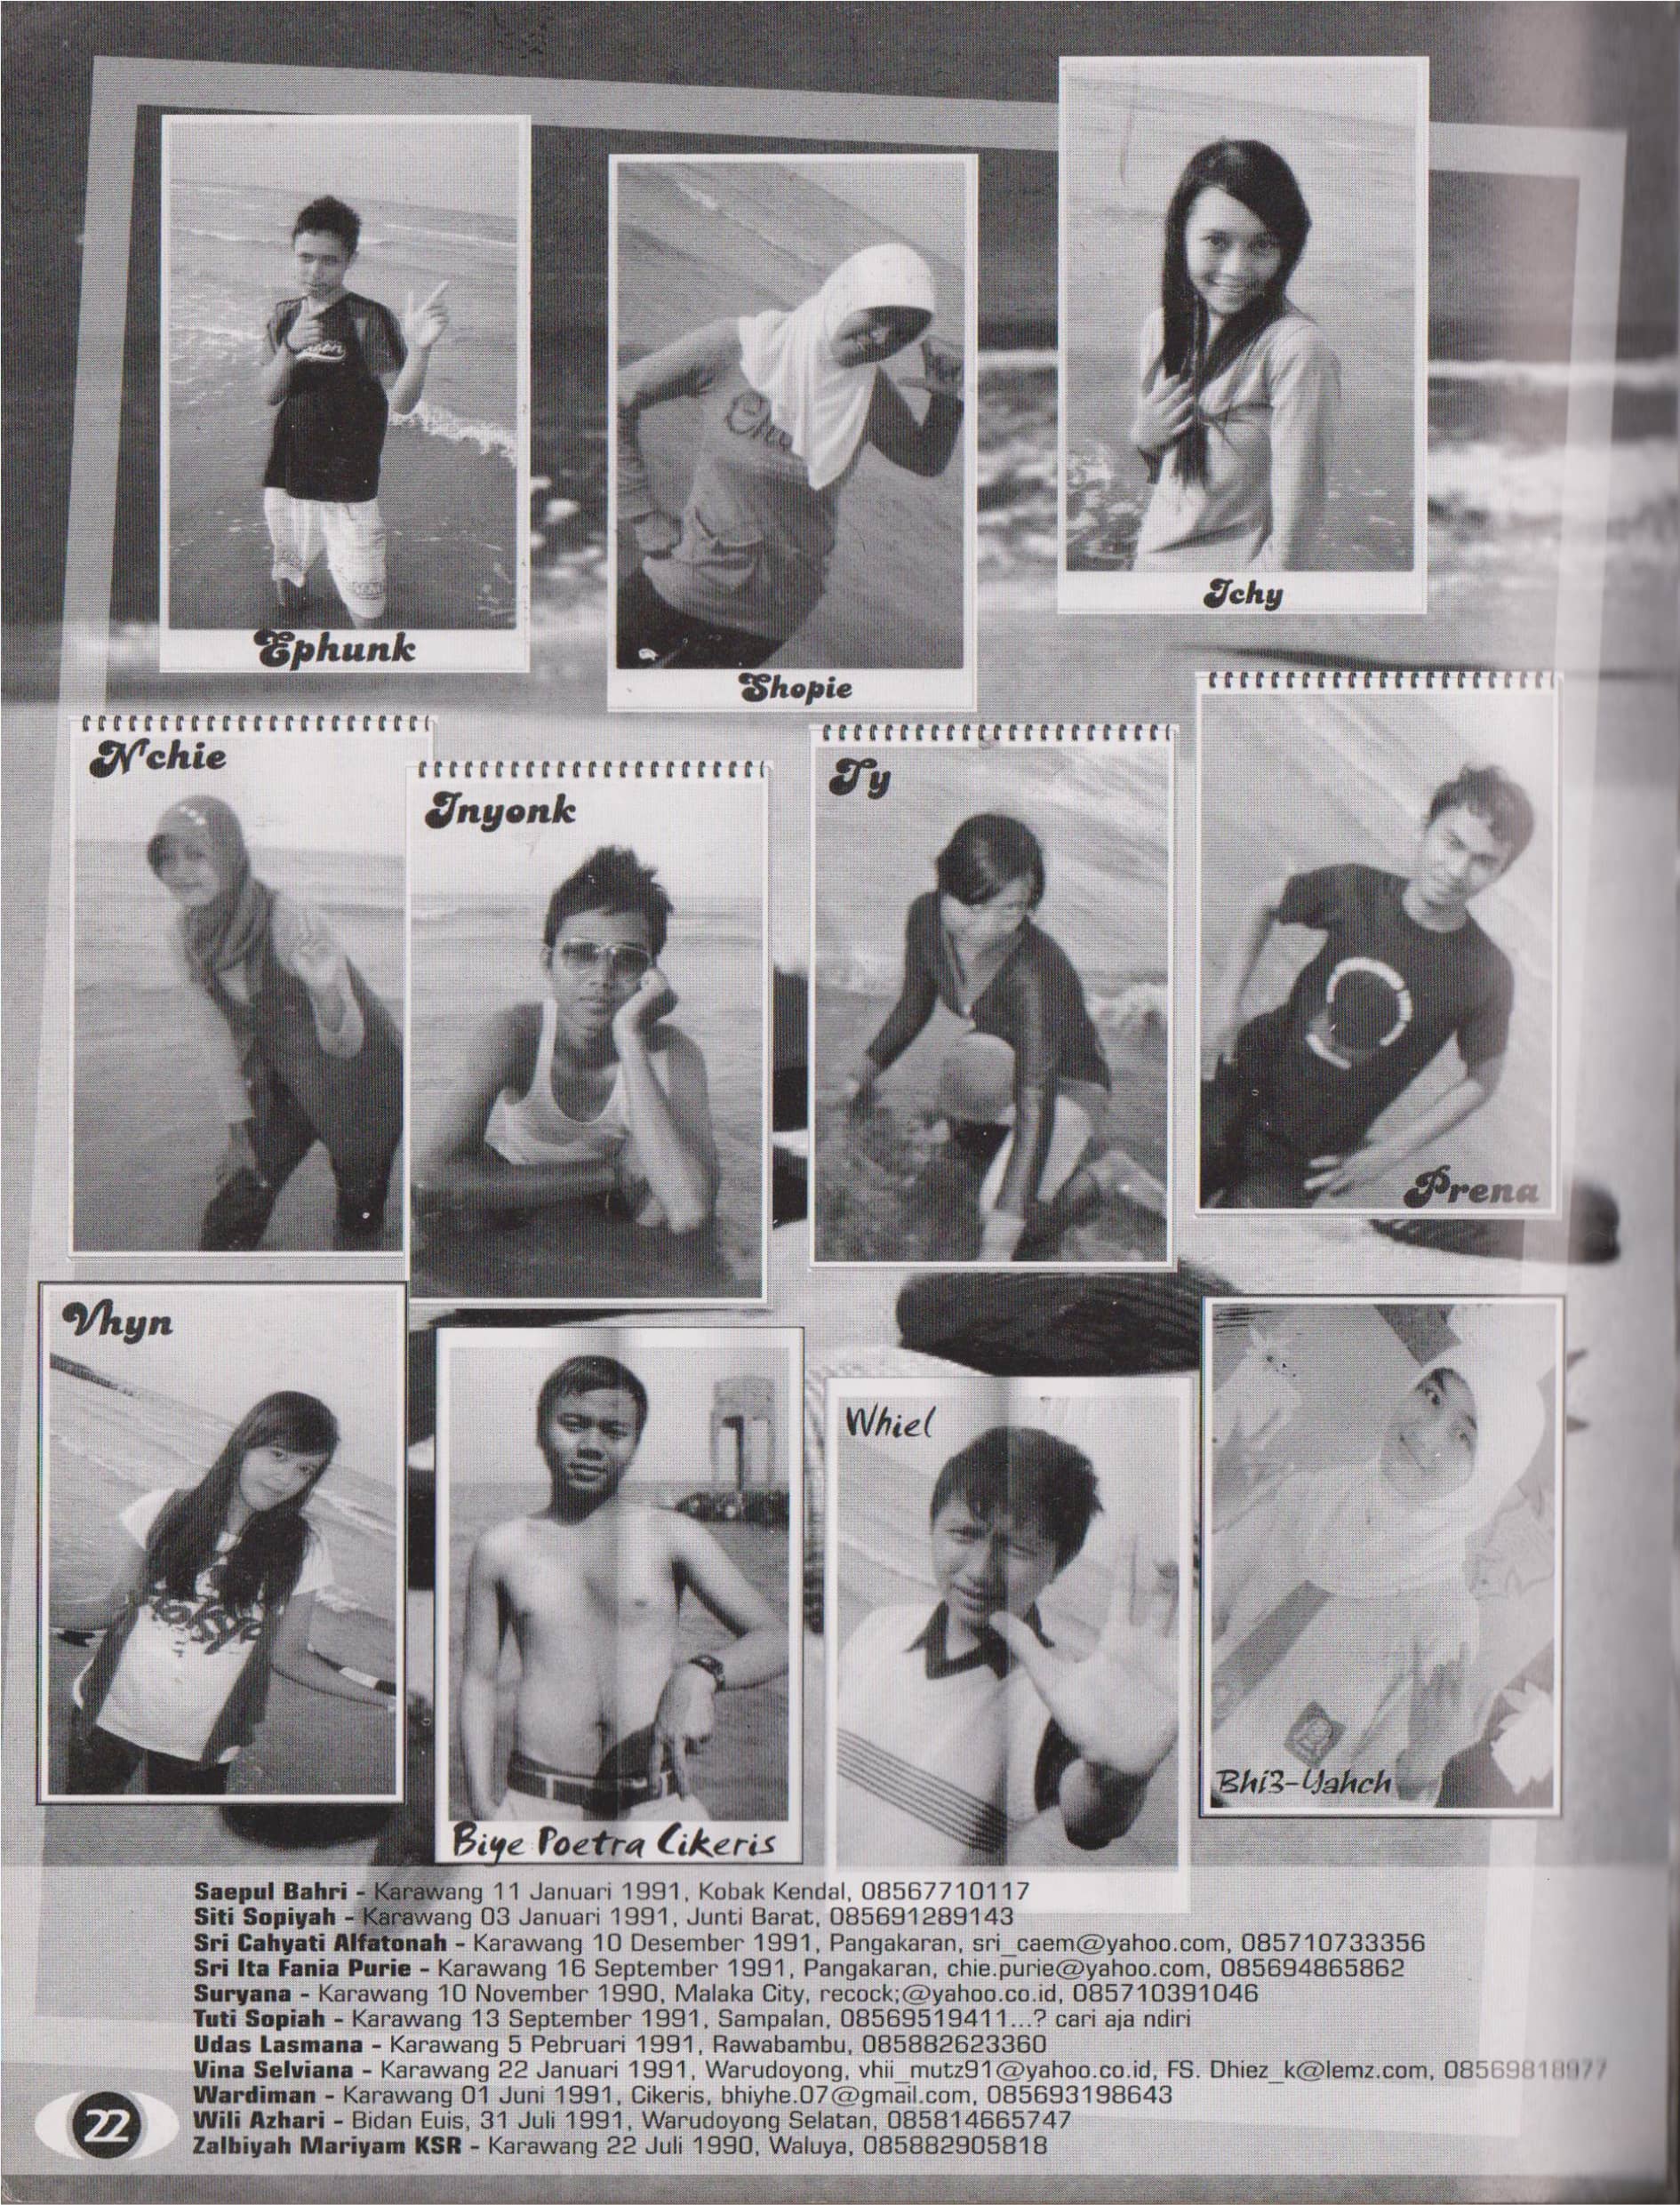 Ephunk
Shopie
Ichy
N'chie
Inyonk
Ty
Prena
Vhyn
Biye Poetra Cikeris
Whiel
Bhi3-Yahch
Saepul Bahri - Karawang 11 Januari 1991, Kobak Kendal, 08567710117
Siti Sopiyah - Karawang 03 Januari 1991, Junti Barat, 085691289143
Sri Cahyati Alfatonah - Karawang 10 Desember 1991, Pangakaran, sri_caem@yahoo.com, 085710733356
Sri Ita Fania Purie - Karawang 16 September 1991, Pangakaran, chie.purie@yahoo.com, 085694865862
Suryana - Karawang 10 November 1990, Malaka City, recock;@yahoo.co.id, 085710391046
Tuti Sopiah - Karawang 13 September 1991, Sampalan, 08569519411...? cari aja ndiri
Udas Lasmana - Karawang 5 Pebruari 1991, Rawabambu, 085882623360
Vina Selviana - Karawang 22 Januari 1991, Warudoyong, vhii_mutz91@yahoo.co.id, FS. Dhiez_k@lemz.com, 08569818977
Wardiman - Karawang 01 Juni 1991, Cikeris, bhiyhe.07@gmail.com, 085693198643
Wili Azhari - Bidan Euis, 31 Juli 1991, Warudoyong Selatan, 085814665747
Zalbiyah Mariyam KSR - Karawang 22 Juli 1990, Waluya, 085882905818
22